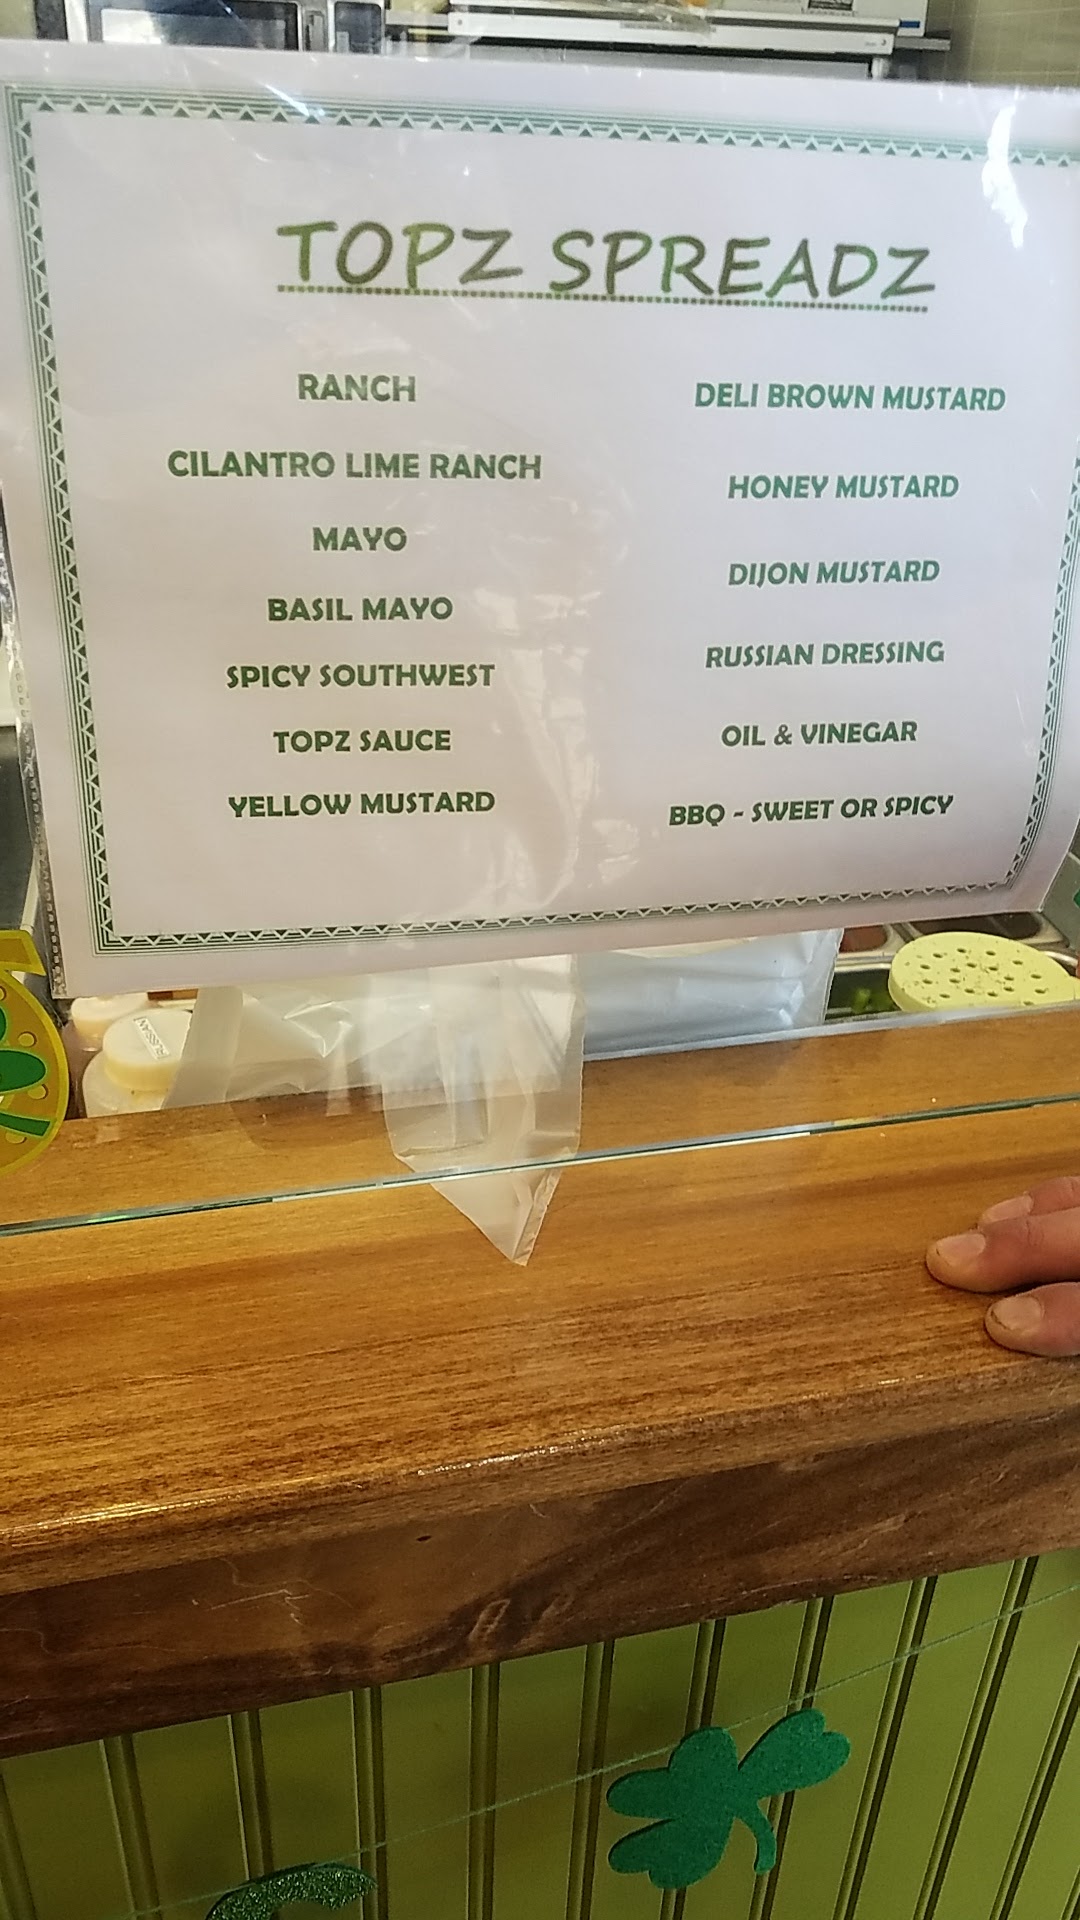 TOPZ SPREADZ
RANCH
CILANTRO LIME RANCH
MAYO
BASIL MAYO
SPICY SOUTHWEST
TOPZ SAUCE
YELLOW MUSTARD
DELI BROWN MUSTARD
HONEY MUSTARD
DIJON MUSTARD
RUSSIAN DRESSING
OIL & VINEGAR
BBQ - SWEET OR SPICY
RUSSIAN